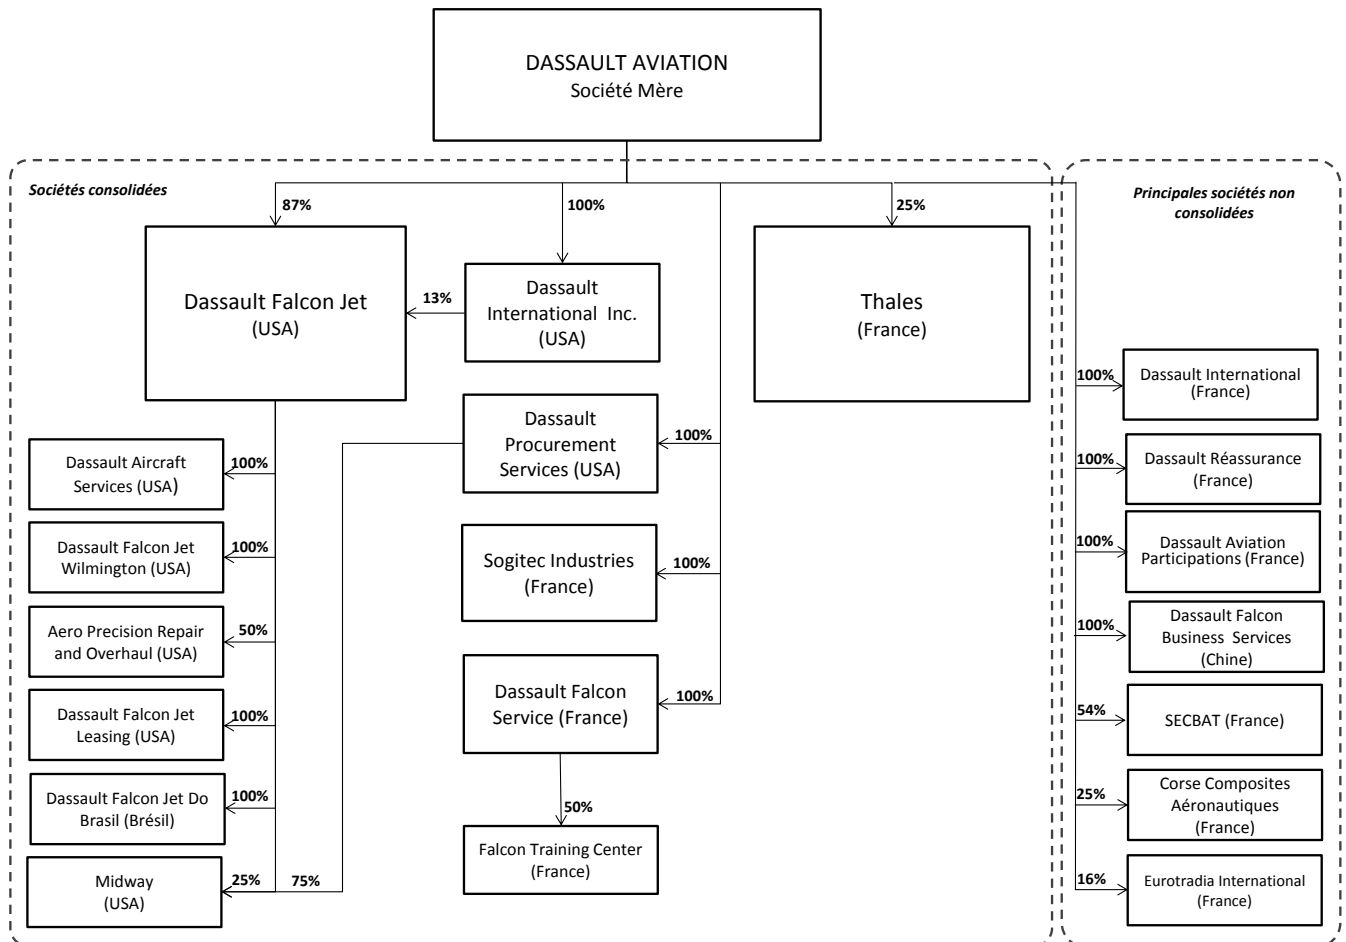 DASSAULT AVIATION
Société Mère
Sociétés consolidées
Principales sociétés non
consolidées
87%
100%
25%
Dassault Falcon Jet
(USA)
13%
Dassault
International Inc.
(USA)
Thales
(France)
100%
Dassault International
(France)
Dassault
Procurement
Services (USA)
100%
Dassault Aircraft
Services (USA)
100%
100%
Dassault Réassurance
(France)
Dassault Falcon Jet
Wilmington (USA)
100%
Sogitec Industries
(France)
100%
100%
Dassault Aviation
Participations (France)
Aero Precision Repair
and Overhaul (USA)
50%
100%
Dassault Falcon
Business Services
(Chine)
Dassault Falcon
Service (France)
100%
Dassault Falcon Jet
Leasing (USA)
100%
54%
SECBAT (France)
Dassault Falcon Jet Do
Brasil (Brésil)
100%
50%
25%
Corse Composites
Aéronautiques
(France)
Falcon Training Center
(France)
Midway
(USA)
25%
75%
16%
Eurotradia International
(France)